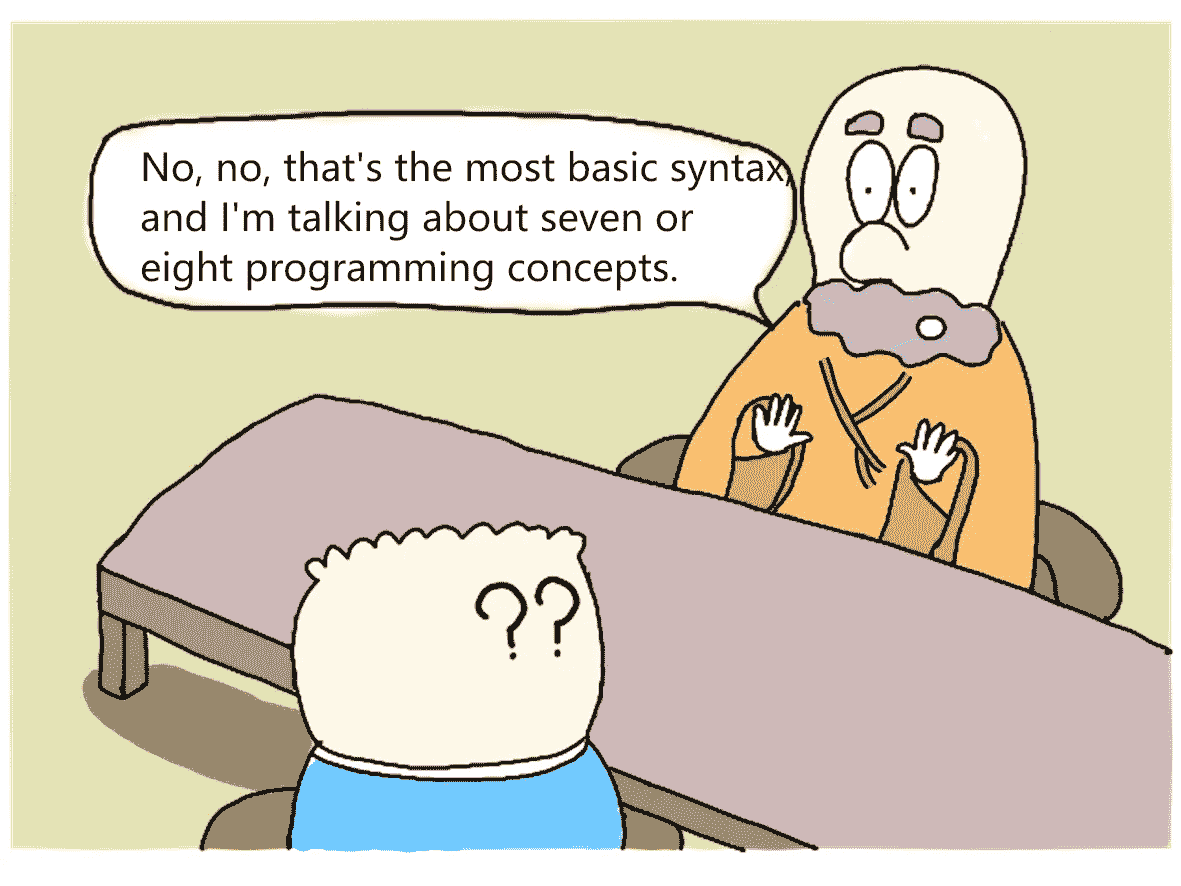 No, no, that's the most basic syntax,
and I'm talking about seven or
eight programming concepts.
??